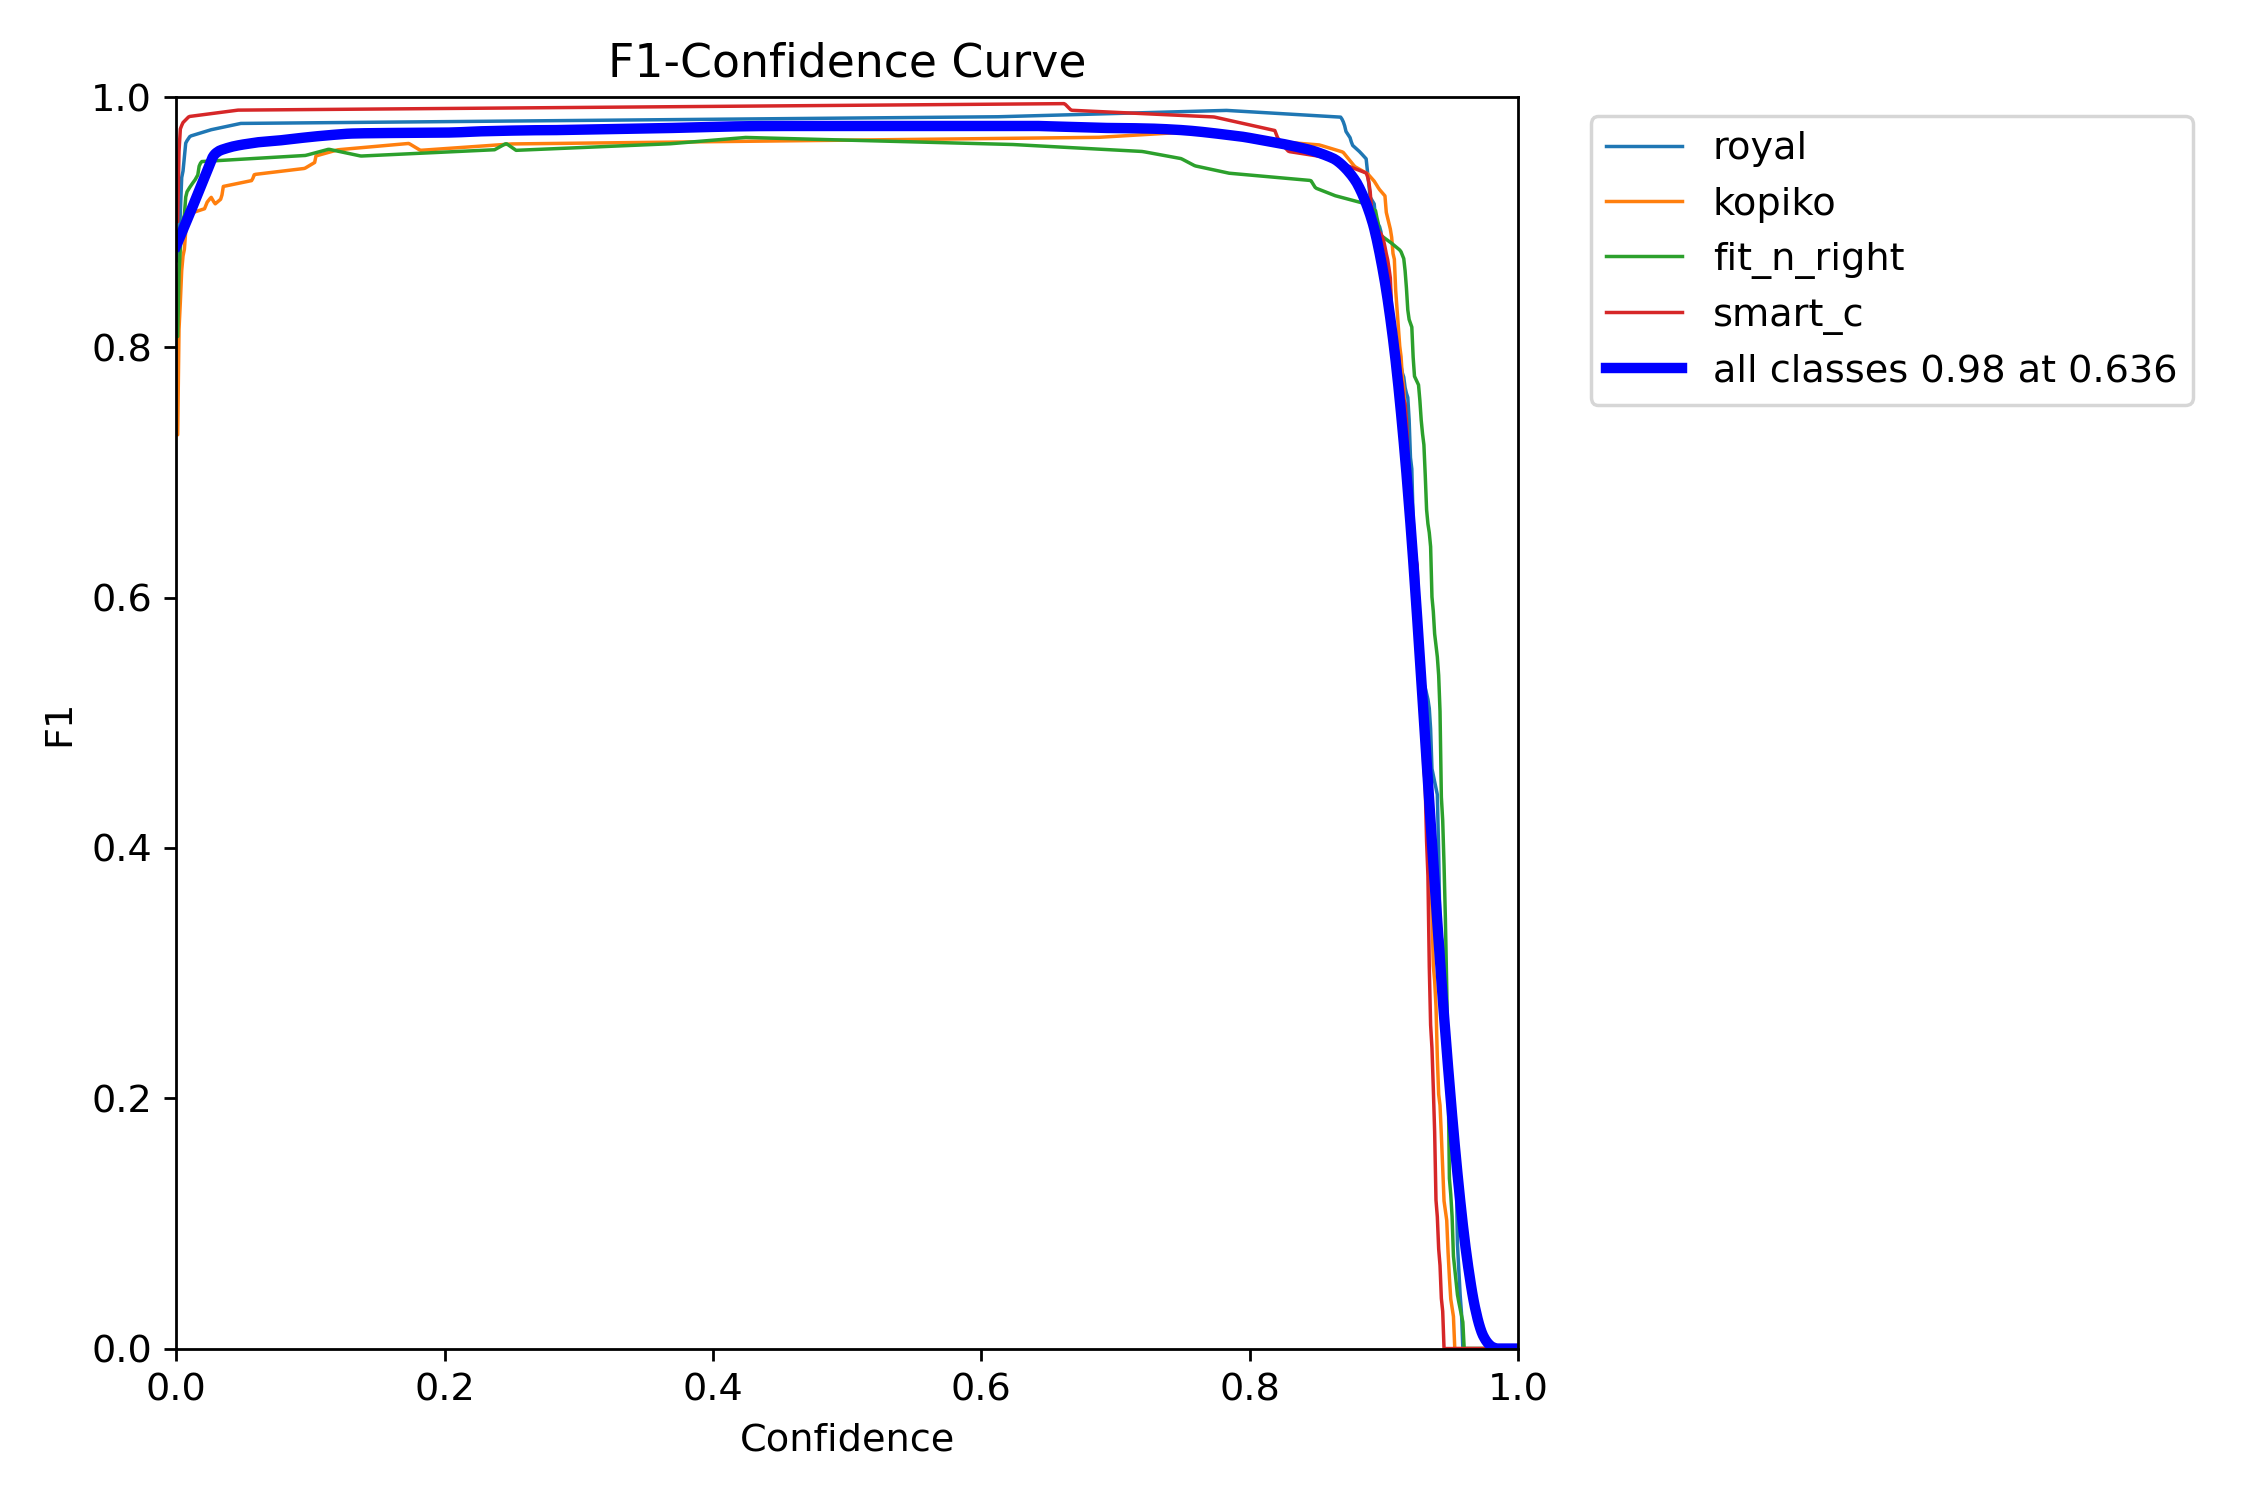 F1-Confidence Curve
1.0
0.8
0.6
0.4
0.2
0.0
F1
0.0 0.2 0.4 0.6 0.8 1.0
Confidence
royal
kopiko
fit_n_right
smart_c
all classes 0.98 at 0.636